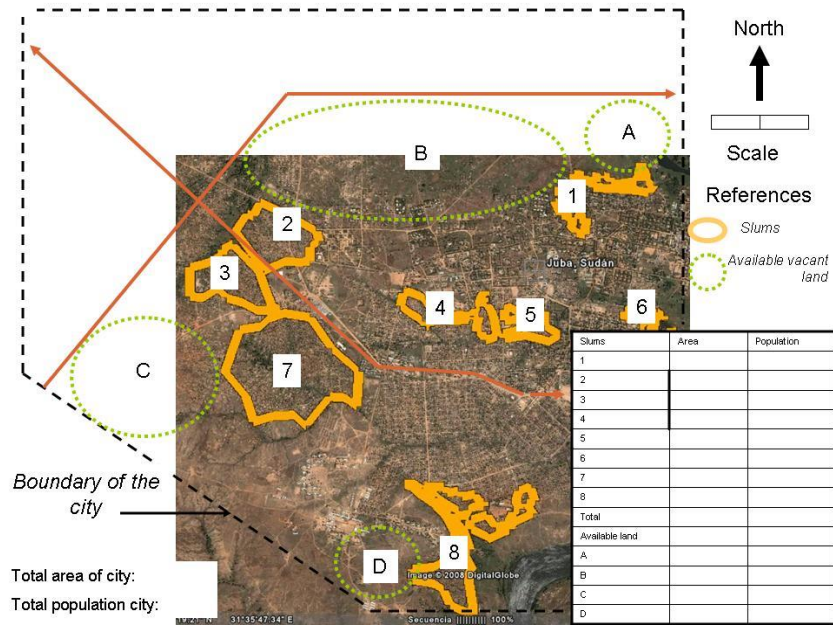 North
Scale
References
Slums
Available vacant
land
A
B
C
D
1
2
3
4
5
6
7
8
Juba, Sudán
Boundary of the
city
Total area of city:
Total population city:
Image © 2008 DigitalGlobe
31°35'47.34" E
Secuencia |||||||||| 100%
Slums Area Population
1
2
3
4
5
6
7
8
Total
Available land
A
B
C
D